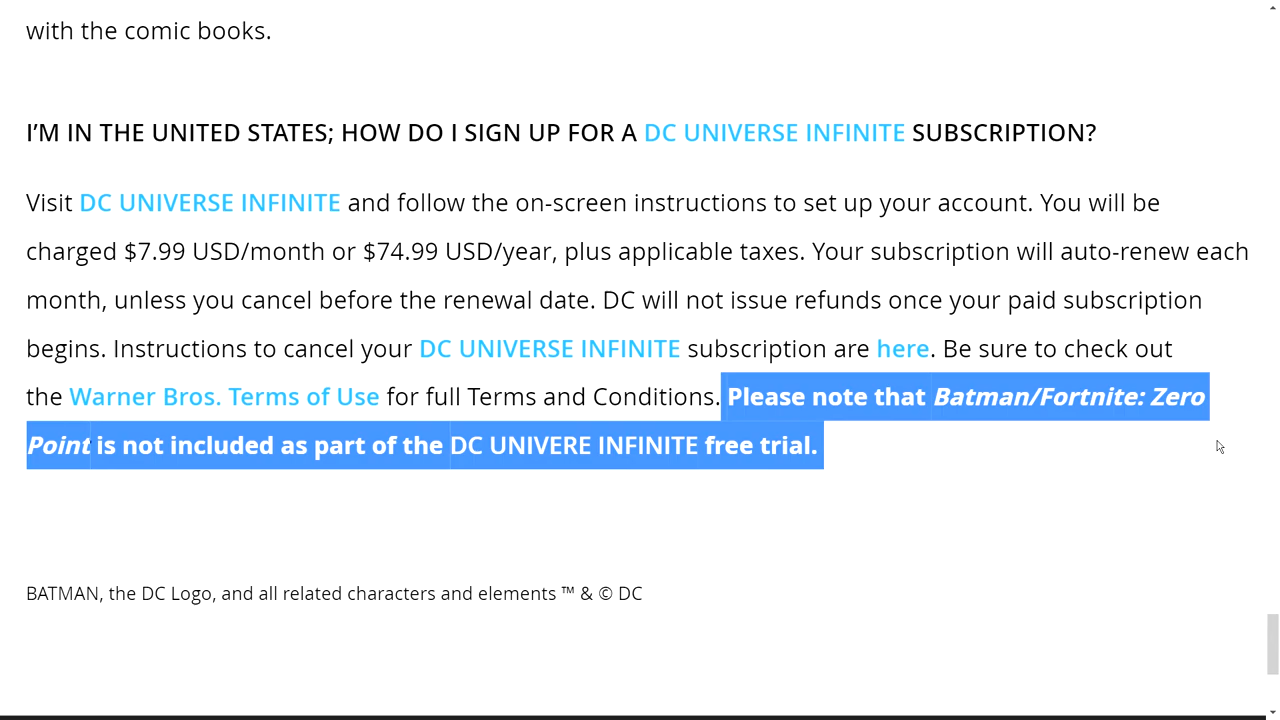 with the comic books.
I’M IN THE UNITED STATES; HOW DO I SIGN UP FOR A DC UNIVERSE INFINITE SUBSCRIPTION?
Visit DC UNIVERSE INFINITE and follow the on-screen instructions to set up your account. You will be
charged $7.99 USD/month or $74.99 USD/year, plus applicable taxes. Your subscription will auto-renew each
month, unless you cancel before the renewal date. DC will not issue refunds once your paid subscription
begins. Instructions to cancel your DC UNIVERSE INFINITE subscription are here. Be sure to check out
the Warner Bros. Terms of Use for full Terms and Conditions. Please note that Batman/Fortnite: Zero
Point is not included as part of the DC UNIVERE INFINITE free trial.
BATMAN, the DC Logo, and all related characters and elements ™ & © DC